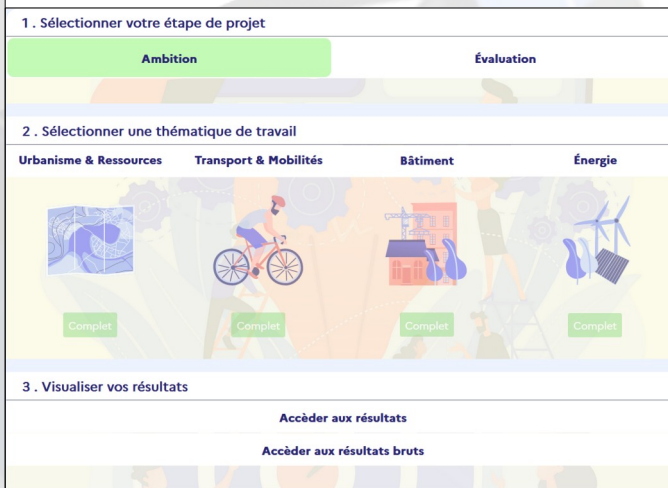 1 . Sélectionner votre étape de projet
Ambition Évaluation
2 . Sélectionner une thématique de travail
Urbanisme & Ressources Transport & Mobilités Bâtiment Énergie
Complet Complet Complet Complet
3 . Visualiser vos résultats
Accèder aux résultats
Accèder aux résultats bruts